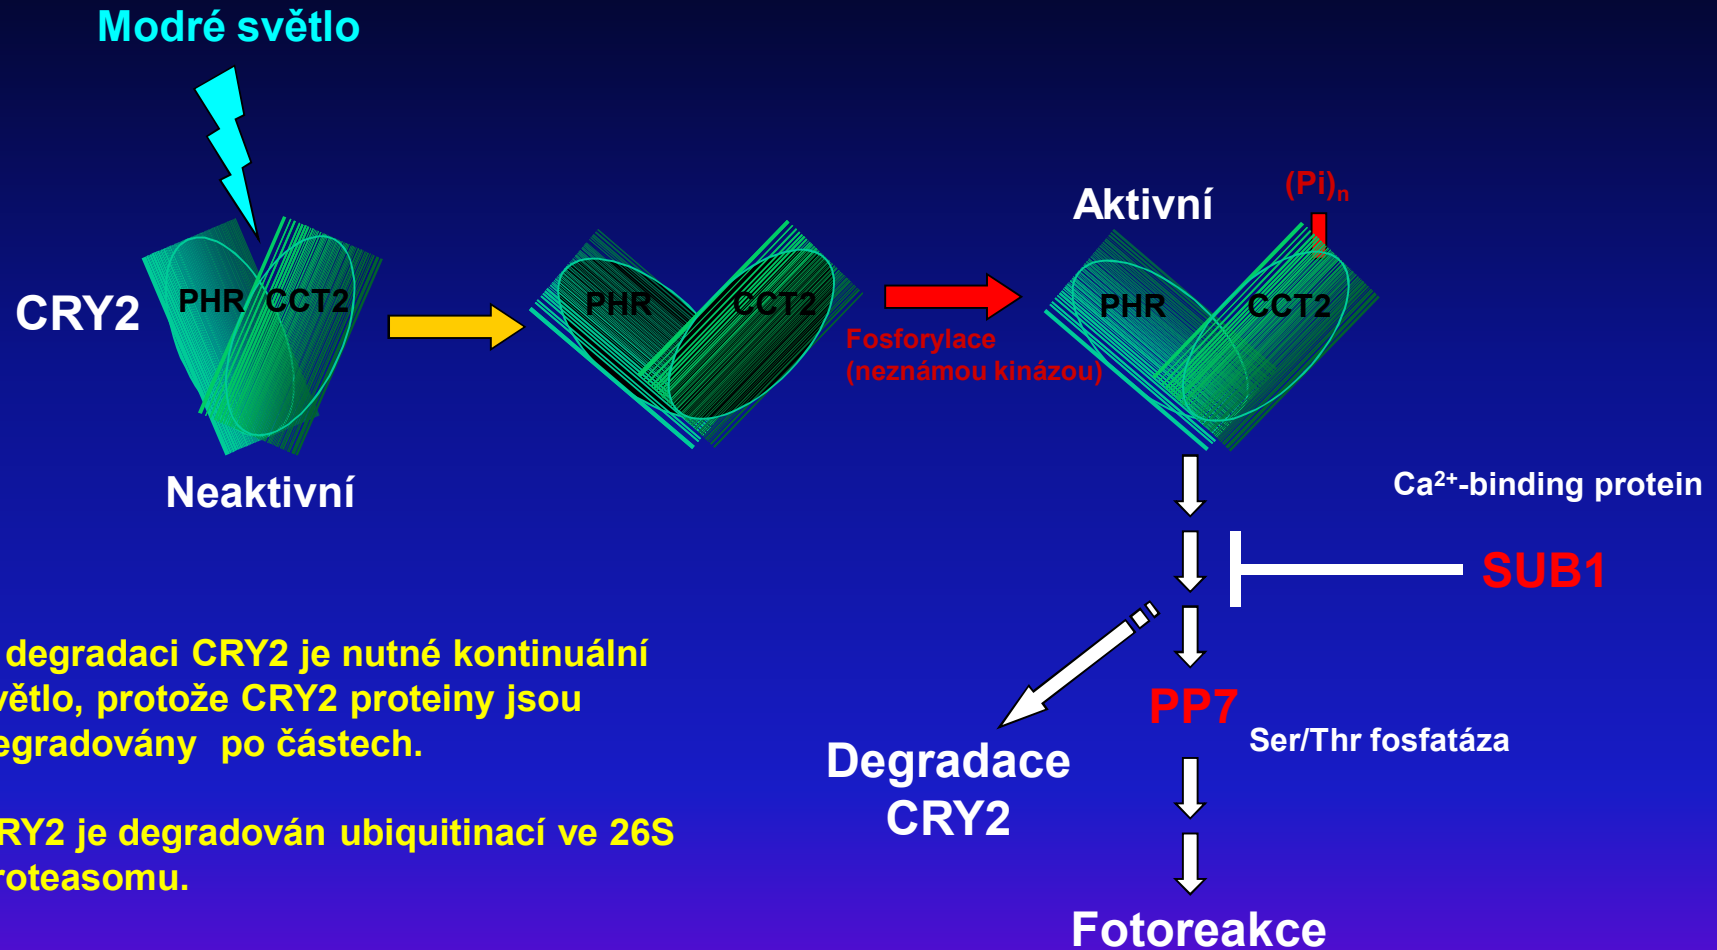 Modré světlo
(Pi)n
Aktivní
CRY2
PHR CCT2
PHR CCT2
PHR CCT2
Fosforylace
(neznámou kinázou)
Neaktivní
Ca²⁺-binding protein
SUB1
degradaci CRY2 je nutné kontinuální
větlo, protože CRY2 proteiny jsou
egradovány po částech.
PP7
Ser/Thr fosfatáza
Degradace
CRY2
RY2 je degradován ubiquitinací ve 26S
roteasomu.
Fotoreakce